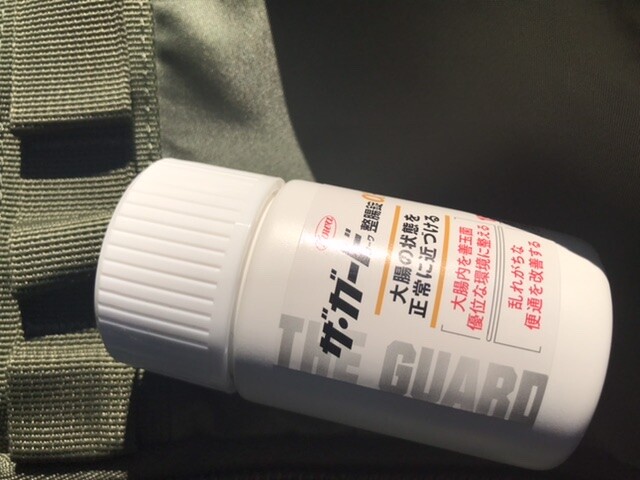 Kowa
ザ・ガードコーワ
整腸錠
大腸の状態を
正常に近づける
大腸内を善玉菌
優位な環境に整える
乱れがちな
便通を改善する
THE GUARD